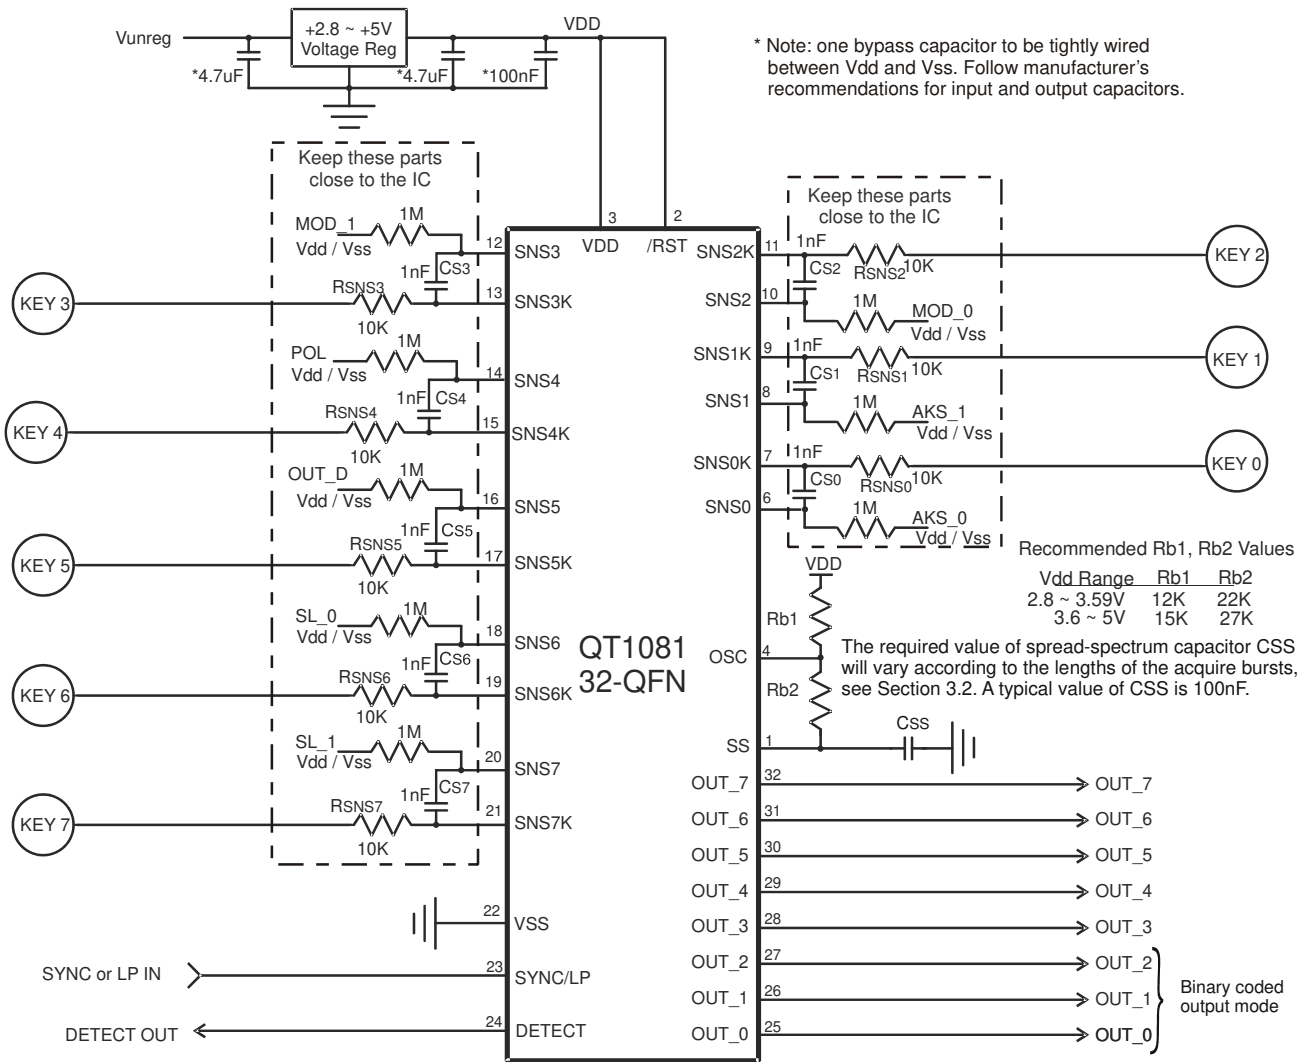 +2.8 ~ +5V
Voltage Reg
Vunreg
VDD
*4.7uF
*4.7uF
*100nF
* Note: one bypass capacitor to be tightly wired
between Vdd and Vss. Follow manufacturer's
recommendations for input and output capacitors.
Keep these parts
close to the IC
MOD_1
Vdd / Vss
1M
12
SNS3
1nF
CS3
KEY 3
RSNS3
10K
13
SNS3K
POL
Vdd / Vss
1M
14
SNS4
1nF
CS4
KEY 4
RSNS4
10K
15
SNS4K
OUT_D
Vdd / Vss
1M
16
SNS5
1nF
CS5
KEY 5
RSNS5
10K
17
SNS5K
SL_0
Vdd / Vss
1M
18
SNS6
1nF
CS6
KEY 6
RSNS6
10K
19
SNS6K
SL_1
Vdd / Vss
1M
20
SNS7
1nF
CS7
KEY 7
RSNS7
10K
21
SNS7K
22
VSS
SYNC or LP IN
23
SYNC/LP
DETECT OUT
24
DETECT
3
VDD
2
/RST
QT1081
32-QFN
Keep these parts
close to the IC
SNS2K
11
1nF
CS2
RSNS2
10K
KEY 2
SNS2
10
1M
MOD_0
Vdd / Vss
SNS1K
9
1nF
CS1
RSNS1
10K
KEY 1
SNS1
8
1M
AKS_1
Vdd / Vss
SNS0K
7
1nF
CS0
RSNS0
10K
KEY 0
SNS0
6
1M
AKS_0
Vdd / Vss
VDD
Rb1
OSC
4
Rb2
SS
1
CSS
Recommended Rb1, Rb2 Values
Vdd Range Rb1 Rb2
2.8 ~ 3.59V 12K 22K
3.6 ~ 5V 15K 27K
The required value of spread-spectrum capacitor CSS
will vary according to the lengths of the acquire bursts,
see Section 3.2. A typical value of CSS is 100nF.
OUT_7 32 OUT_7
OUT_6 31 OUT_6
OUT_5 30 OUT_5
OUT_4 29 OUT_4
OUT_3 28 OUT_3
OUT_2 27 OUT_2
OUT_1 26 OUT_1
OUT_0 25 OUT_0
Binary coded
output mode